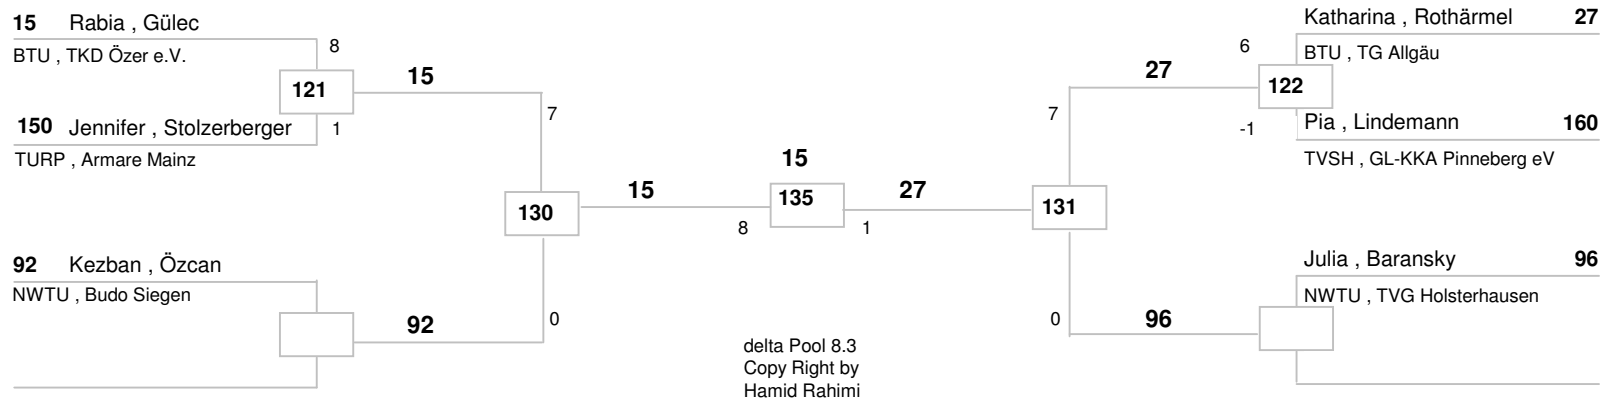 15 Rabia , Gülec
BTU , TKD Özer e.V.
8
121
15
150 Jennifer , Stolzerberger
1
TURP , Armare Mainz
7
130
15
92 Kezban , Özcan
NWTU , Budo Siegen
92
0
15
135
8
1
27
delta Pool 8.3
Copy Right by
Hamid Rahimi
131
7
0
27
96
Katharina , Rothärmel 27
6
BTU , TG Allgäu
122
-1
Pia , Lindemann 160
TVSH , GL-KKA Pinneberg eV
Julia , Baransky 96
NWTU , TVG Holsterhausen